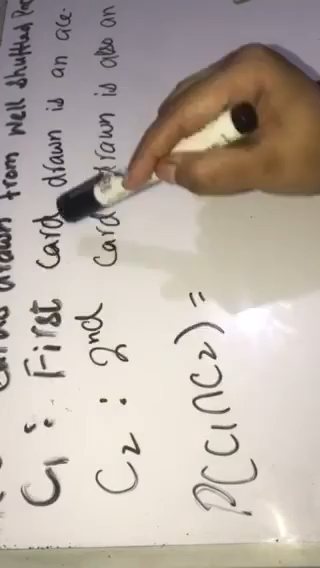 drawn from well shuffled
C₁ : First card drawn is an ace.
C₂ : 2nd card drawn is also an
P(C₁∩C₂) =